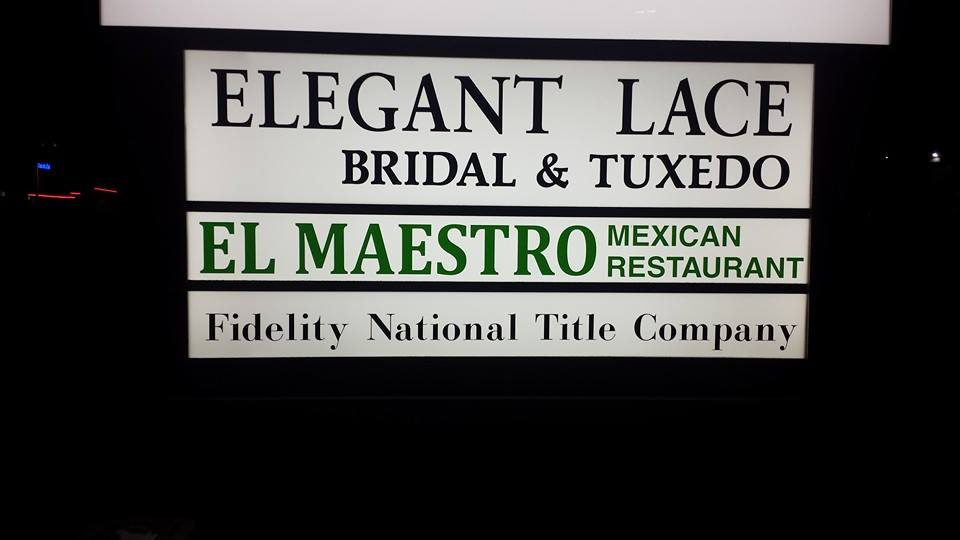 ELEGANT LACE
BRIDAL & TUXEDO
EL MAESTRO MEXICAN
RESTAURANT
Fidelity National Title Company